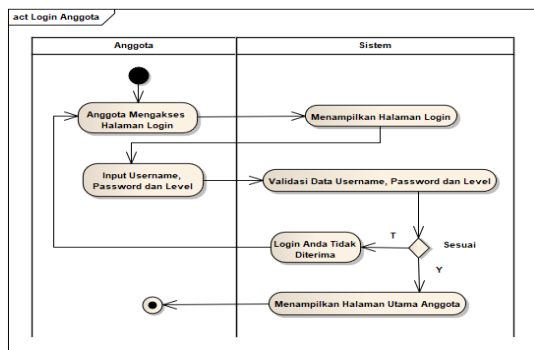 act Login Anggota
Anggota
Sistem
Anggota Mengakses
Halaman Login
Menampilkan Halaman Login
Input Username,
Password dan Level
Validasi Data Username, Password dan Level
Login Anda Tidak
Diterima
T
Sesuai
Y
Menampilkan Halaman Utama Anggota